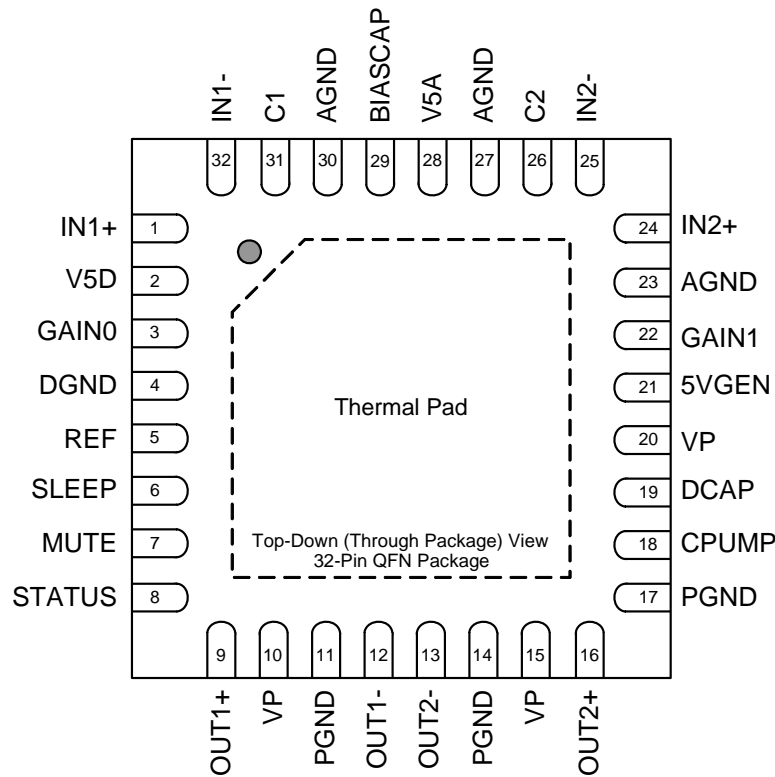 IN1-
C1
AGND
BIASCAP
V5A
AGND
C2
IN2-
32 31 30 29 28 27 26 25
IN1+ 1
V5D 2
GAIN0 3
DGND 4
REF 5
SLEEP 6
MUTE 7
STATUS 8
24 IN2+
23 AGND
22 GAIN1
21 5VGEN
20 VP
19 DCAP
18 CPUMP
17 PGND
Thermal Pad
Top-Down (Through Package) View
32-Pin QFN Package
9 10 11 12 13 14 15 16
OUT1+
VP
PGND
OUT1-
OUT2-
PGND
VP
OUT2+